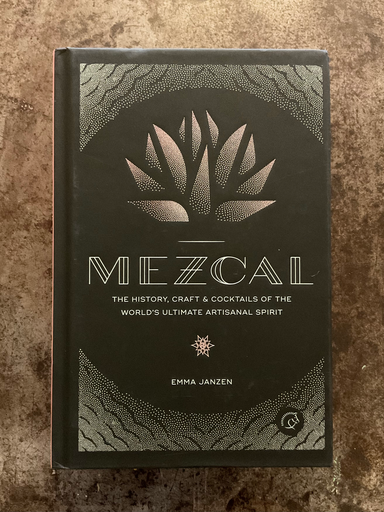 MEZCAL
THE HISTORY, CRAFT & COCKTAILS OF THE
WORLD'S ULTIMATE ARTISANAL SPIRIT
EMMA JANZEN